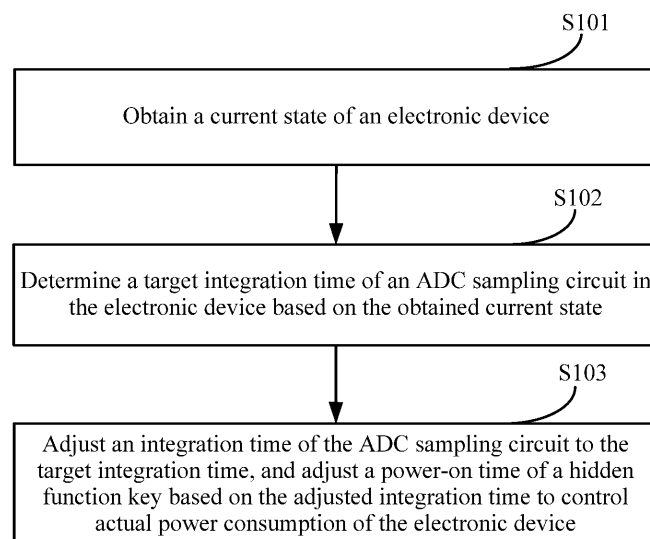 S101
Obtain a current state of an electronic device
S102
Determine a target integration time of an ADC sampling circuit in
the electronic device based on the obtained current state
S103
Adjust an integration time of the ADC sampling circuit to the
target integration time, and adjust a power-on time of a hidden
function key based on the adjusted integration time to control
actual power consumption of the electronic device